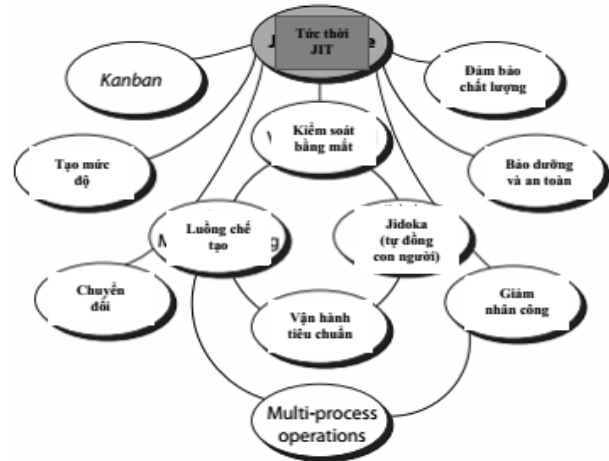 Tức thời
JIT
Kanban
Đảm bảo
chất lượng
Kiểm soát
bằng mắt
Tạo mức
độ
Bảo dưỡng
và an toàn
Luồng chế
tạo
Jidoka
(tự đồng
con người)
Chuyển
đổi
Giảm
nhân công
Vận hành
tiêu chuẩn
Multi-process
operations